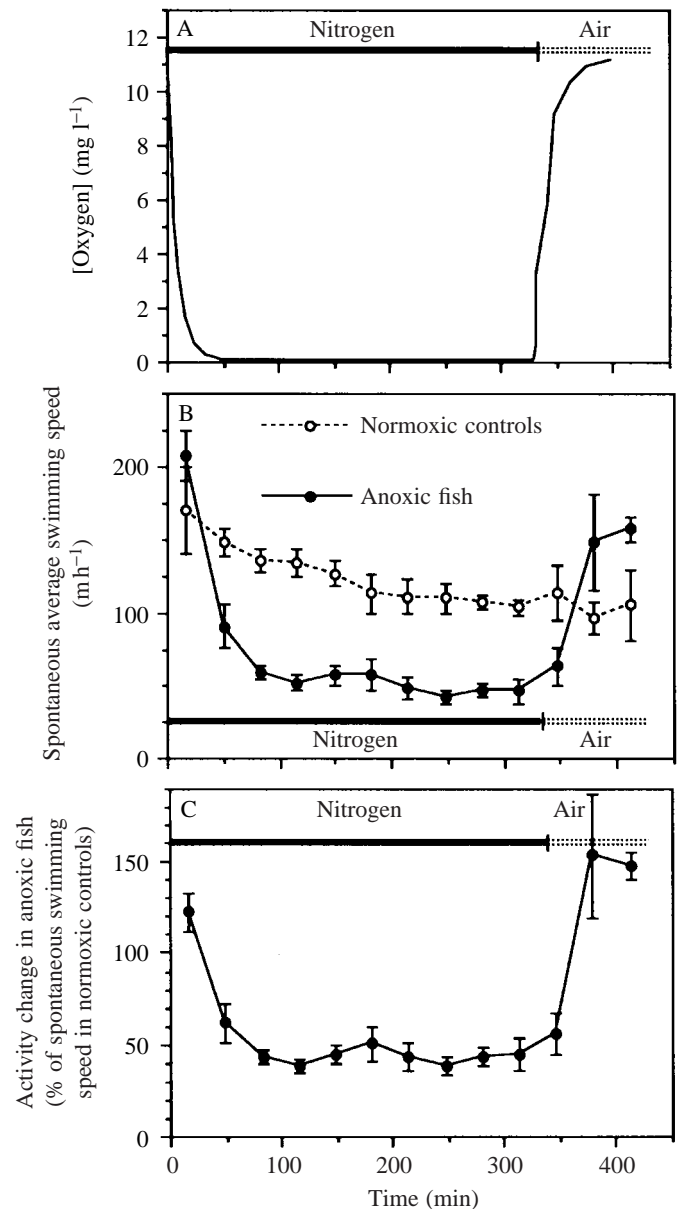 A
Nitrogen
Air
12
10
8
6
4
2
0
[Oxygen] (mg l⁻¹)
B
Normoxic controls
Anoxic fish
200
100
0
Spontaneous average swimming speed
(m h⁻¹)
Nitrogen
Air
C
Nitrogen
Air
150
100
50
0
Activity change in anoxic fish
(% of spontaneous swimming
speed in normoxic controls)
0 100 200 300 400
Time (min)